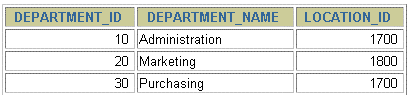 DEPARTMENT_ID DEPARTMENT_NAME LOCATION_ID
10 Administration 1700
20 Marketing 1800
30 Purchasing 1700